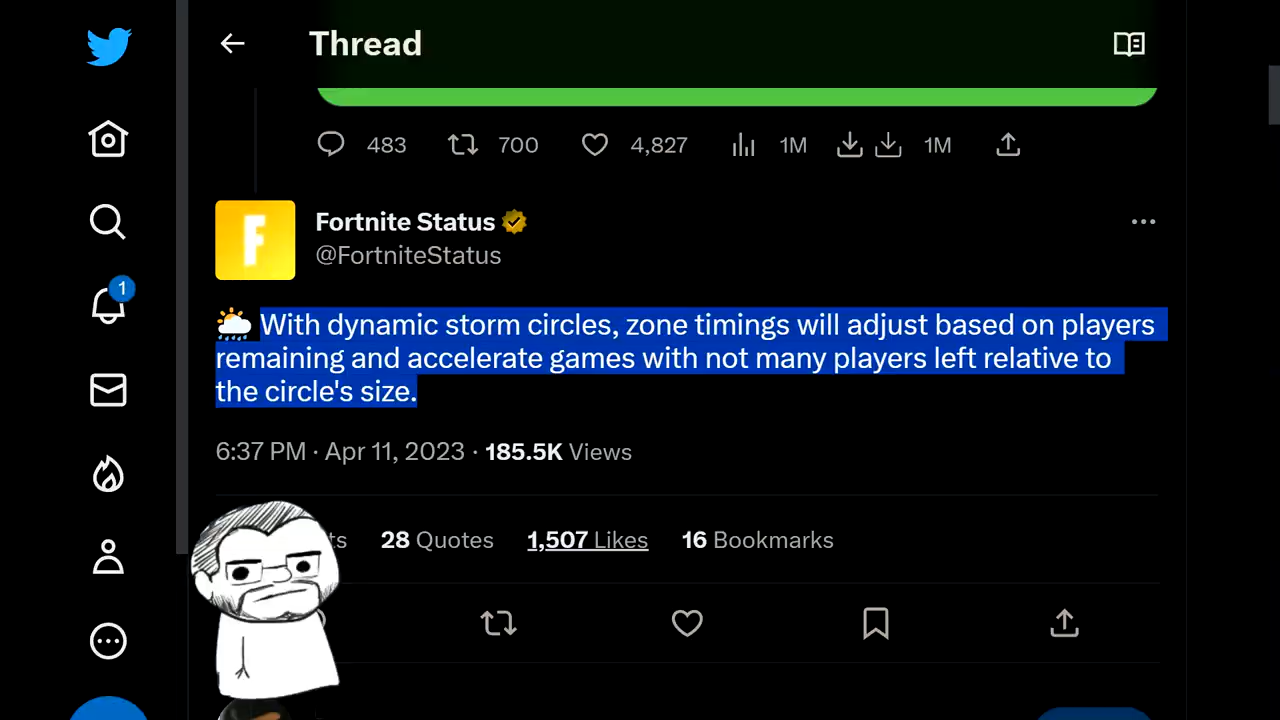 Thread
483 700 4,827 1M 1M
F
Fortnite Status
@FortniteStatus
With dynamic storm circles, zone timings will adjust based on players
remaining and accelerate games with not many players left relative to
the circle's size.
6:37 PM · Apr 11, 2023 · 185.5K Views
28 Quotes 1,507 Likes 16 Bookmarks
1